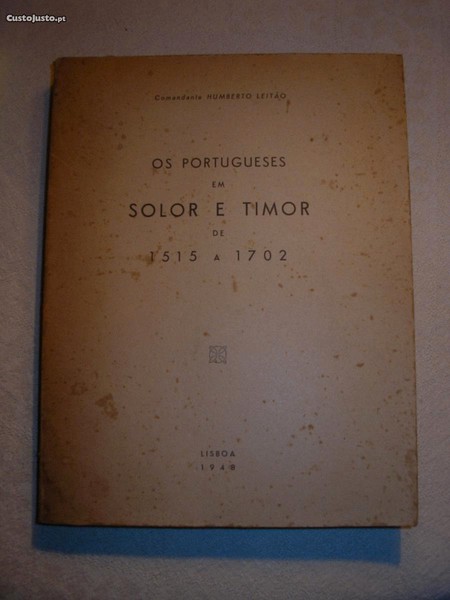 CustoJusto.pt
Comandante HUMBERTO LEITÃO
OS PORTUGUESES
EM
SOLOR E TIMOR
DE
1515 A 1702
LISBOA
1948